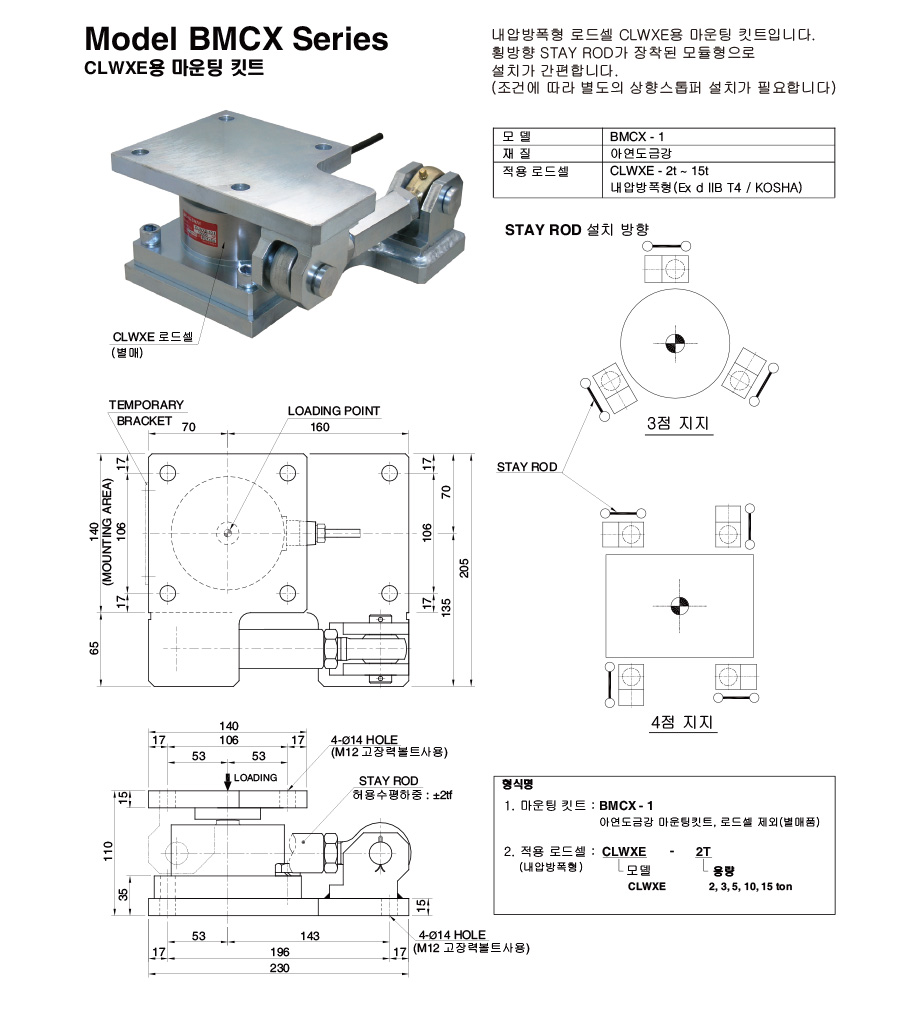 Model BMCX Series
CLWXE용 마운팅 킷트
내압방폭형 로드셀 CLWXE용 마운팅 킷트입니다.
횡방향 STAY ROD가 장착된 모듈형으로
설치가 간편합니다.
(조건에 따라 별도의 상향스톱퍼 설치가 필요합니다)
모 델 BMCX - 1
재 질 아연도금강
적용 로드셀 CLWXE - 2t ~ 15t
내압방폭형(Ex d IIB T4 / KOSHA)
CLWXE 로드셀
(별매)
STAY ROD 설치 방향
3점 지지
STAY ROD
4점 지지
TEMPORARY
BRACKET
LOADING POINT
70
160
17
106
17
140
(MOUNTING AREA)
65
17
106
17
70
135
205
140
17
106
17
53
53
LOADING
4-Ø14 HOLE
(M12 고장력볼트사용)
STAY ROD
허용수평하중 : ±2tf
15
110
35
15
53
143
4-Ø14 HOLE
(M12 고장력볼트사용)
17
196
17
230
형식명
1. 마운팅 킷트 : BMCX - 1
아연도금강 마운팅킷트, 로드셀 제외(별매품)
2. 적용 로드셀 : CLWXE - 2T
(내압방폭형) 모델 용량
CLWXE 2, 3, 5, 10, 15 ton